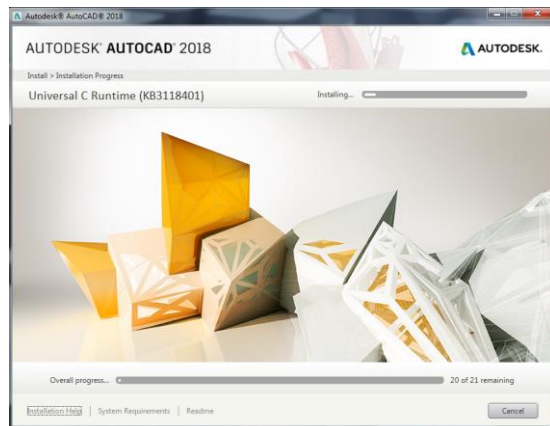 Autodesk® AutoCAD® 2018
AUTODESK® AUTOCAD® 2018
AUTODESK.
Install > Installation Progress
Universal C Runtime (KB3118401)
Installing...
Overall progress...
20 of 21 remaining
Installation Help | System Requirements | Readme
Cancel